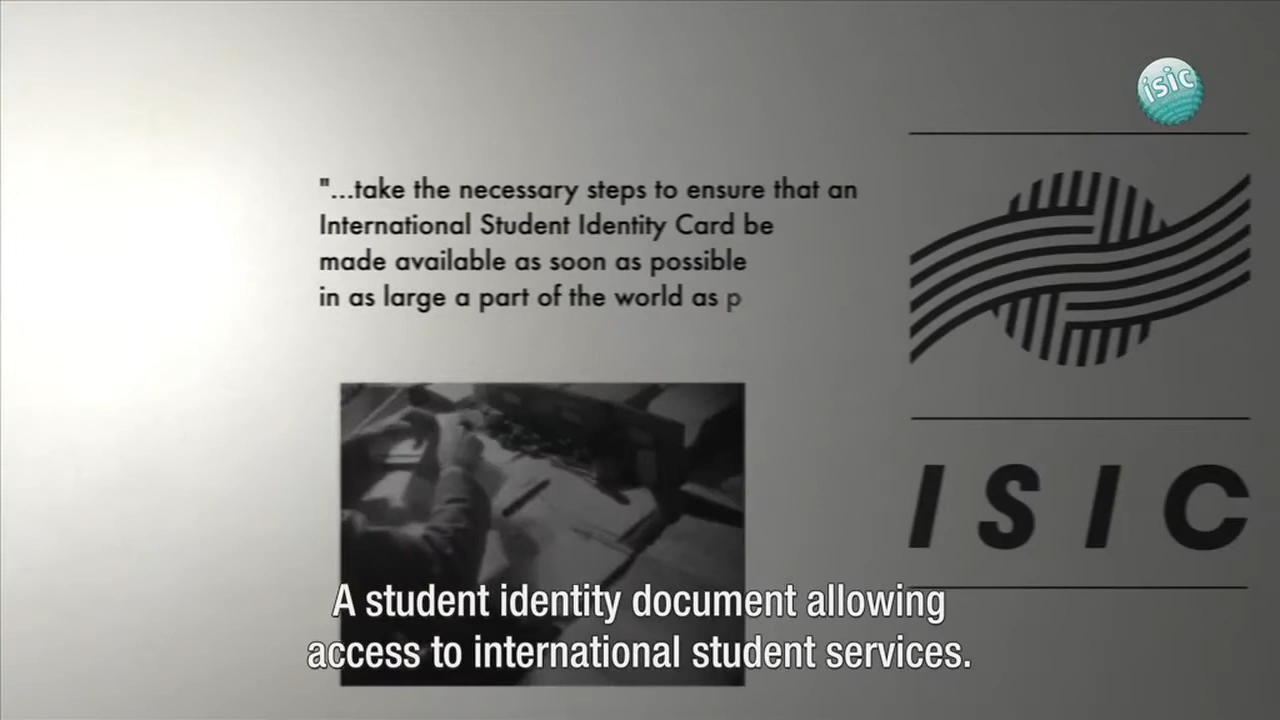 isic
"...take the necessary steps to ensure that an
International Student Identity Card be
made available as soon as possible
in as large a part of the world as p
ISIC
A student identity document allowing
access to international student services.